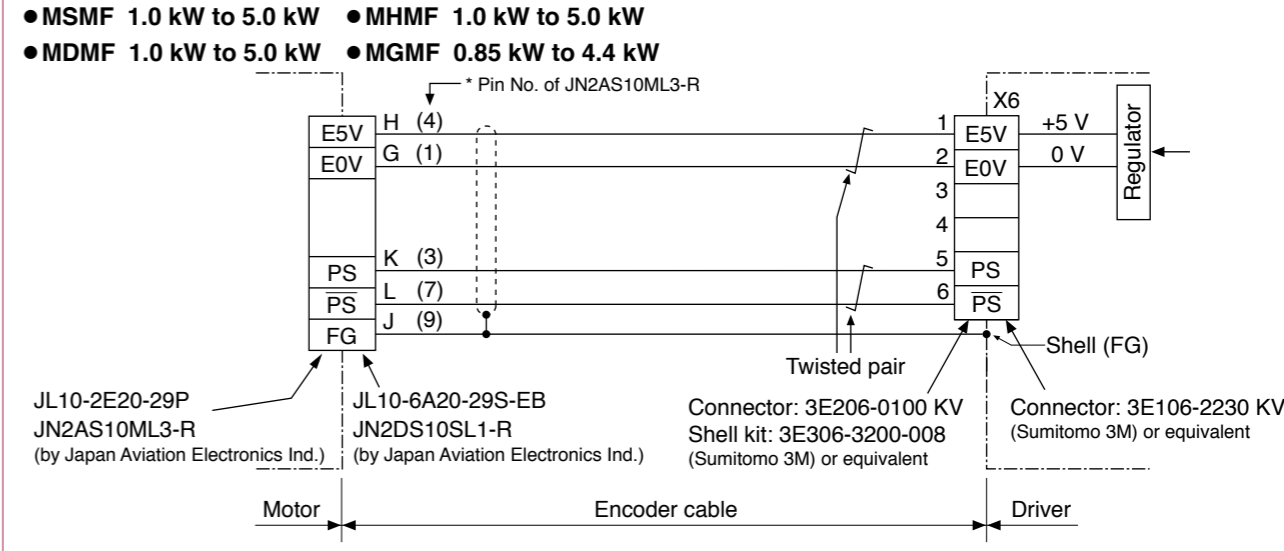 ●MSMF 1.0 kW to 5.0 kW ●MHMF 1.0 kW to 5.0 kW
●MDMF 1.0 kW to 5.0 kW ●MGMF 0.85 kW to 4.4 kW
* Pin No. of JN2AS10ML3-R
X6
E5V H (4) 1 E5V +5 V
E0V G (1) 2 E0V 0 V
Regulator
3
4
PS K (3) 5 PS
P̅S̅ L (7) 6 P̅S̅
FG J (9)
Shell (FG)
Twisted pair
JL10-2E20-29P
JN2AS10ML3-R
(by Japan Aviation Electronics Ind.)
JL10-6A20-29S-EB
JN2DS10SL1-R
(by Japan Aviation Electronics Ind.)
Connector: 3E206-0100 KV
Shell kit: 3E306-3200-008
(Sumitomo 3M) or equivalent
Connector: 3E106-2230 KV
(Sumitomo 3M) or equivalent
Motor Encoder cable Driver